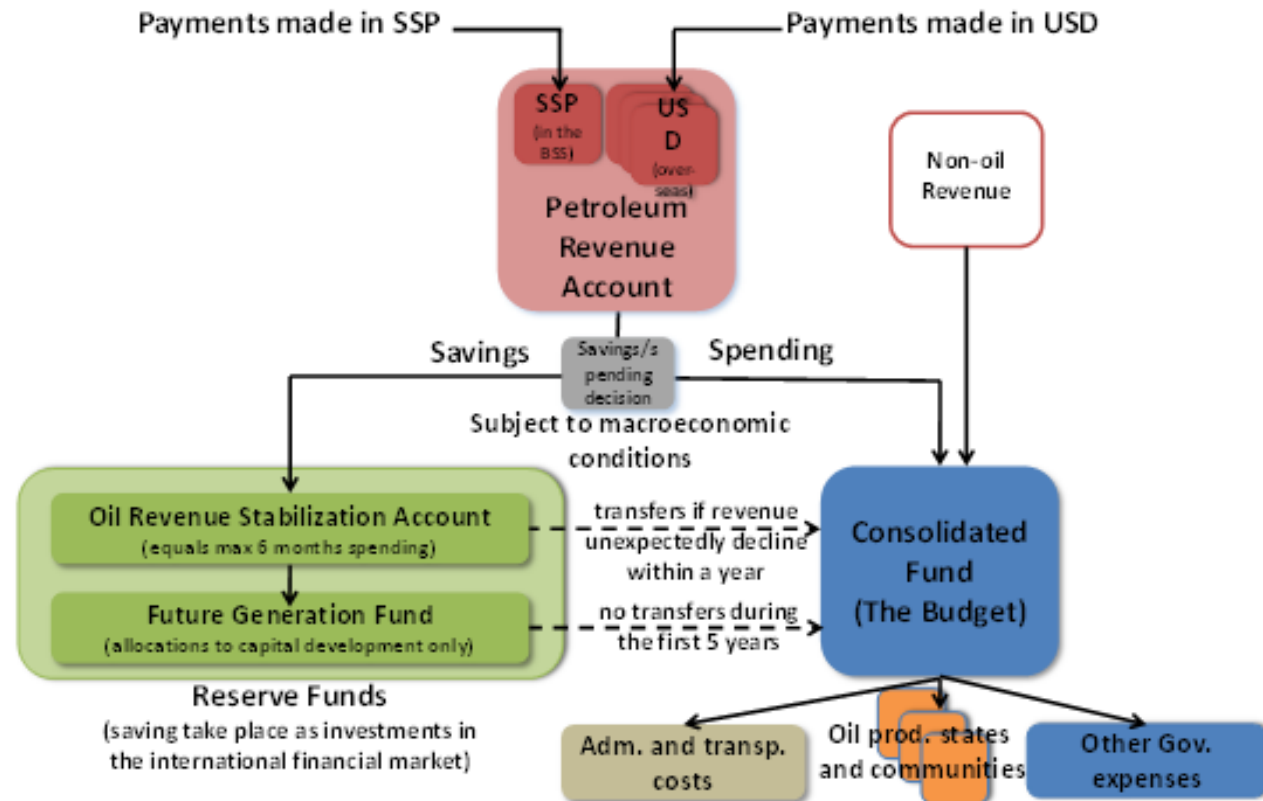 Payments made in SSP
Payments made in USD
SSP
(in the
BSS)
US
D
(over-
seas)
Petroleum
Revenue
Account
Non-oil
Revenue
Savings
Savings/s
pending
decision
Spending
Subject to macroeconomic
conditions
Oil Revenue Stabilization Account
(equals max 6 months spending)
transfers if revenue
unexpectedly decline
within a year
Future Generation Fund
(allocations to capital development only)
no transfers during
the first 5 years
Consolidated
Fund
(The Budget)
Reserve Funds
(saving take place as investments in
the international financial market)
Adm. and transp.
costs
Oil prod. states
and communities
Other Gov.
expenses